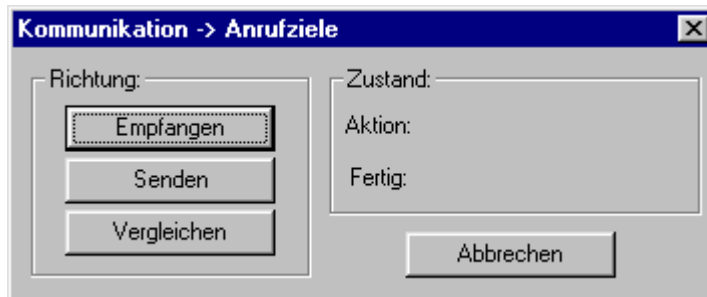 Kommunikation -> Anrufziele
Richtung:
Empfangen
Senden
Vergleichen
Zustand:
Aktion:
Fertig:
Abbrechen